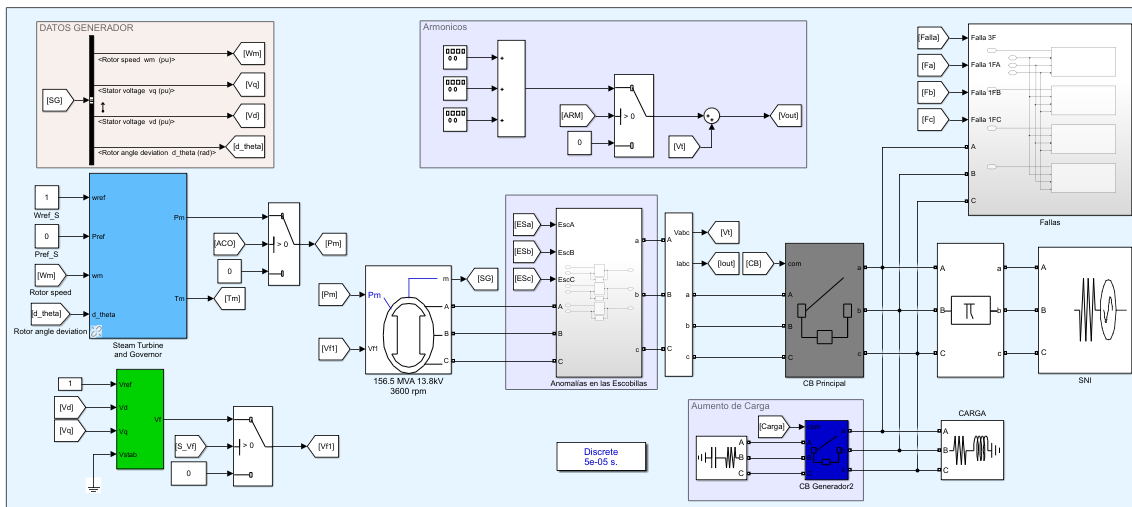 DATOS GENERADOR
[SG]
<Rotor speed wm (pu)>
[Wm]
<Stator voltage vq (pu)>
[Vq]
<Stator voltage vd (pu)>
[Vd]
<Rotor angle deviation d_theta (rad)>
[d_theta]
Armonicos
+
+
+
[ARM]
> 0
0
[Vt]
[Vout]
[Falla]
Falla 3F
[Fa]
Falla 1FA
[Fb]
Falla 1FB
[Fc]
Falla 1FC
A
B
C
Fallas
1
Wref_S
0
Pref_S
[Wm]
Rotor speed
[d_theta]
Rotor angle deviation
wref
Pref
wm
d_theta
Pm
Tm
Steam Turbine
and Governor
[ACO]
> 0
0
[Pm]
[Tm]
[Pm]
[Vf1]
Pm
Vf1
m
A
B
C
156.5 MVA 13.8kV
3600 rpm
[SG]
[ESa]
[ESb]
[ESc]
EscA
EscB
EscC
A
B
C
a
b
c
Anomalías en las Escobillas
A
B
C
Vabc
Iabc
a
b
c
[Vt]
[Iout]
[CB]
com
A
B
C
a
b
c
CB Principal
A
B
C
a
b
c
A
B
C
SNI
1
[Vd]
[Vq]
Vref
Vd
Vq
Vstab
Vf
[S_Vf]
> 0
0
[Vf1]
Discrete
5e-05 s.
Aumento de Carga
[Carga]
A
B
C
CB Generador2
CARGA
A
B
C